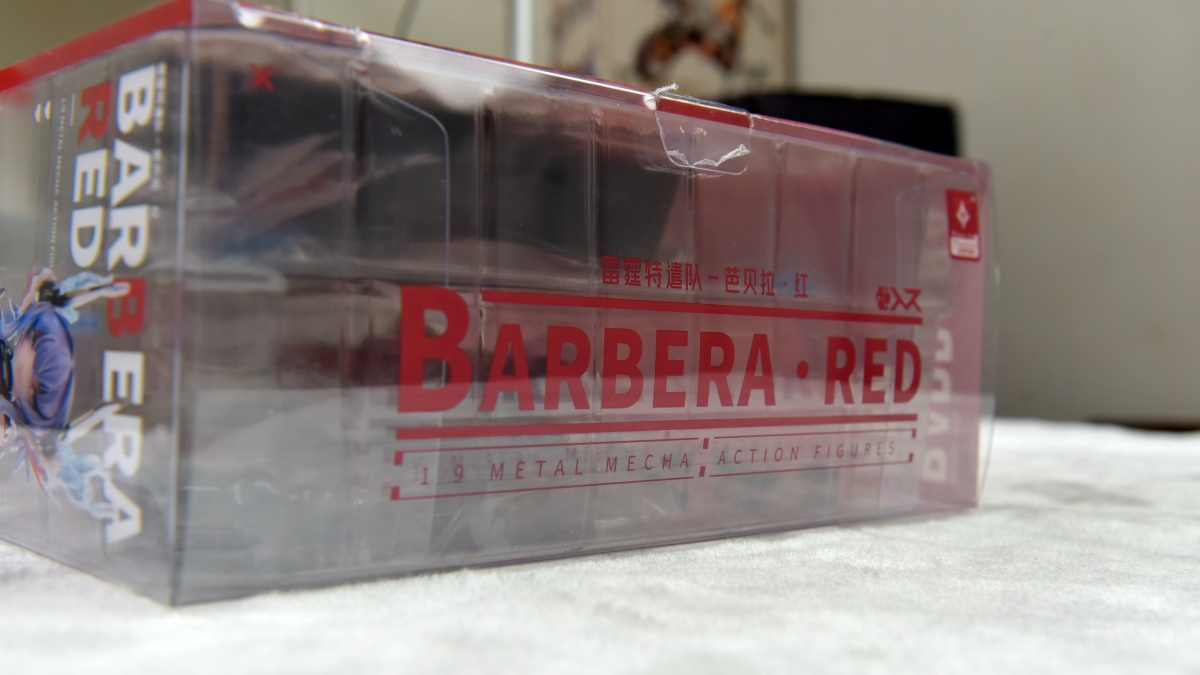 BARBERA
RED
雷霆特遣队－芭贝拉·红
BARBERA·RED
1 9 METAL MECHA ACTION FIGURES